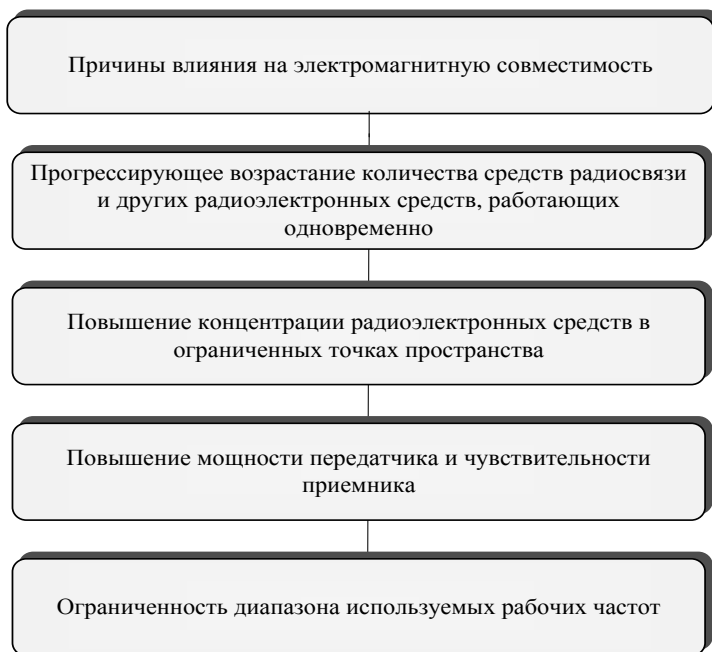 Причины влияния на электромагнитную совместимость
Прогрессирующее возрастание количества средств радиосвязи
и других радиоэлектронных средств, работающих
одновременно
Повышение концентрации радиоэлектронных средств в
ограниченных точках пространства
Повышение мощности передатчика и чувствительности
приемника
Ограниченность диапазона используемых рабочих частот